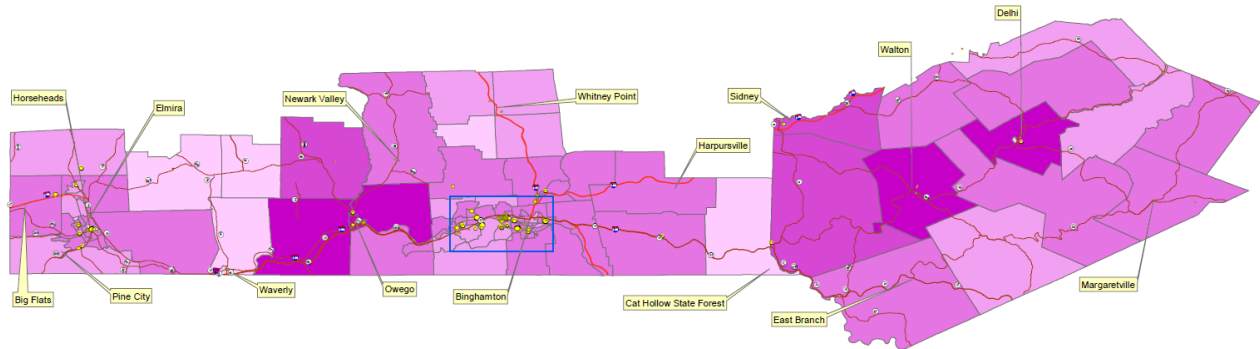 Delhi
Walton
Horseheads
Elmira
Newark Valley
Whitney Point
Sidney
Harpursville
Big Flats
Pine City
Waverly
Owego
Binghamton
Cat Hollow State Forest
East Branch
Margaretville